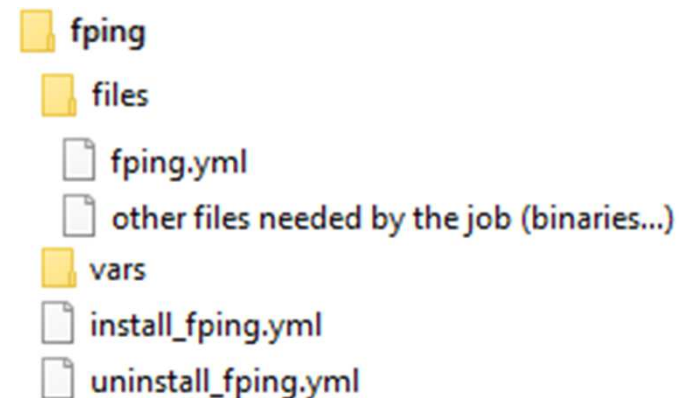 fping
files
fping.yml
other files needed by the job (binaries...)
vars
install_fping.yml
uninstall_fping.yml